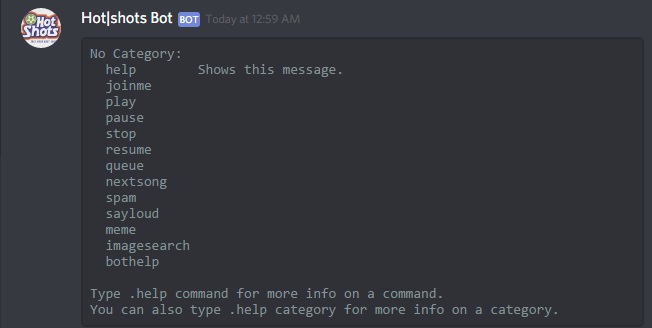 Hot
Shots
Hot|shots Bot BOT Today at 12:59 AM
No Category:
help Shows this message.
joinme
play
pause
stop
resume
queue
nextsong
spam
sayloud
meme
imagesearch
bothelp
Type .help command for more info on a command.
You can also type .help category for more info on a category.